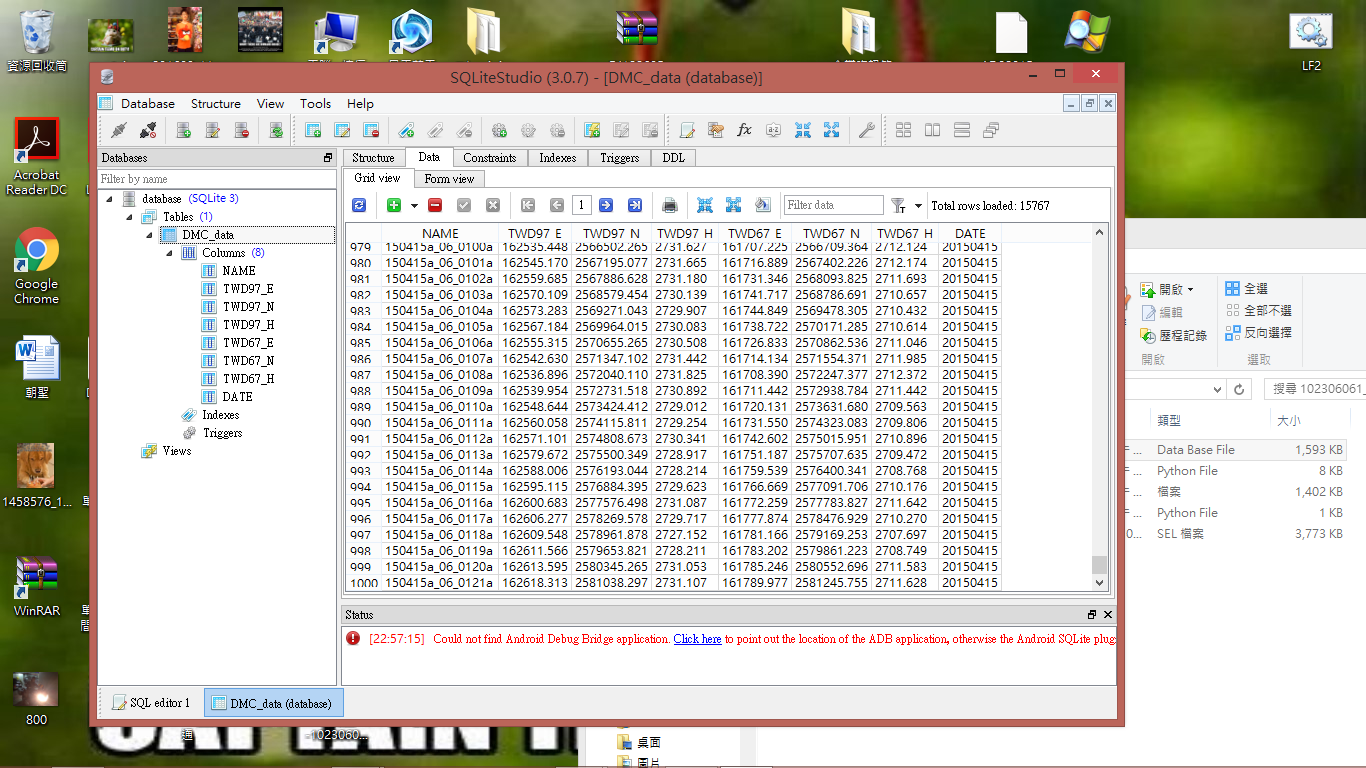 SQLiteStudio (3.0.7) - [DMC_data (database)]
Database Structure View Tools Help
Databases
Filter by name
database (SQLite 3)
Tables (1)
DMC_data
Columns (8)
NAME
TWD97_E
TWD97_N
TWD97_H
TWD67_E
TWD67_N
TWD67_H
DATE
Indexes
Triggers
Views
Structure Data Constraints Indexes Triggers DDL
Grid view Form view
1 Filter data Total rows loaded: 15767
NAME TWD97_E TWD97_N TWD97_H TWD67_E TWD67_N TWD67_H DATE
979 150415a_06_0100a 162535.448 2566502.265 2731.627 161707.225 2566709.364 2712.124 20150415
980 150415a_06_0101a 162545.170 2567195.077 2731.665 161716.889 2567402.226 2712.174 20150415
981 150415a_06_0102a 162559.685 2567886.628 2731.180 161731.346 2568093.825 2711.693 20150415
982 150415a_06_0103a 162570.109 2568579.454 2730.139 161741.717 2568786.691 2710.657 20150415
983 150415a_06_0104a 162573.283 2569271.043 2729.907 161744.849 2569478.305 2710.432 20150415
984 150415a_06_0105a 162567.184 2569964.015 2730.083 161738.722 2570171.285 2710.614 20150415
985 150415a_06_0106a 162555.315 2570655.265 2730.508 161726.833 2570862.536 2711.046 20150415
986 150415a_06_0107a 162542.630 2571347.102 2731.442 161714.134 2571554.371 2711.985 20150415
987 150415a_06_0108a 162536.896 2572040.110 2731.825 161708.390 2572247.377 2712.372 20150415
988 150415a_06_0109a 162539.954 2572731.518 2730.892 161711.442 2572938.784 2711.442 20150415
989 150415a_06_0110a 162548.644 2573424.412 2729.012 161720.131 2573631.680 2709.563 20150415
990 150415a_06_0111a 162560.058 2574115.811 2729.254 161731.550 2574323.083 2709.806 20150415
991 150415a_06_0112a 162571.101 2574808.673 2730.341 161742.602 2575015.951 2710.896 20150415
992 150415a_06_0113a 162579.672 2575500.349 2728.917 161751.187 2575707.635 2709.472 20150415
993 150415a_06_0114a 162588.006 2576193.044 2728.214 161759.539 2576400.341 2708.768 20150415
994 150415a_06_0115a 162595.115 2576884.395 2729.623 161766.669 2577091.706 2710.176 20150415
995 150415a_06_0116a 162600.683 2577576.498 2731.087 161772.259 2577783.827 2711.642 20150415
996 150415a_06_0117a 162606.277 2578269.578 2729.717 161777.874 2578476.929 2710.270 20150415
997 150415a_06_0118a 162609.548 2578961.878 2727.152 161781.166 2579169.253 2707.697 20150415
998 150415a_06_0119a 162611.566 2579653.821 2728.211 161783.202 2579861.223 2708.749 20150415
999 150415a_06_0120a 162613.595 2580345.265 2731.053 161785.246 2580552.696 2711.583 20150415
1000 150415a_06_0121a 162618.313 2581038.297 2731.107 161789.977 2581245.755 2711.628 20150415
Status
[22:57:15] Could not find Android Debug Bridge application. Click here to point out the location of the ADB application, otherwise the Android SQLite plug
SQL editor 1 DMC_data (database)
資源回收筒
Acrobat
Reader DC
Google
Chrome
朝聖
1458576_1...
WinRAR
800
LF2
-1023060...
開啟 全選
編輯 全部不選
歷程記錄 反向選擇
開啟 選取
搜尋 102306061_
類型 大小
Data Base File 1,593 KB
Python File 8 KB
檔案 1,402 KB
Python File 1 KB
SEL 檔案 3,773 KB
桌面
圖片